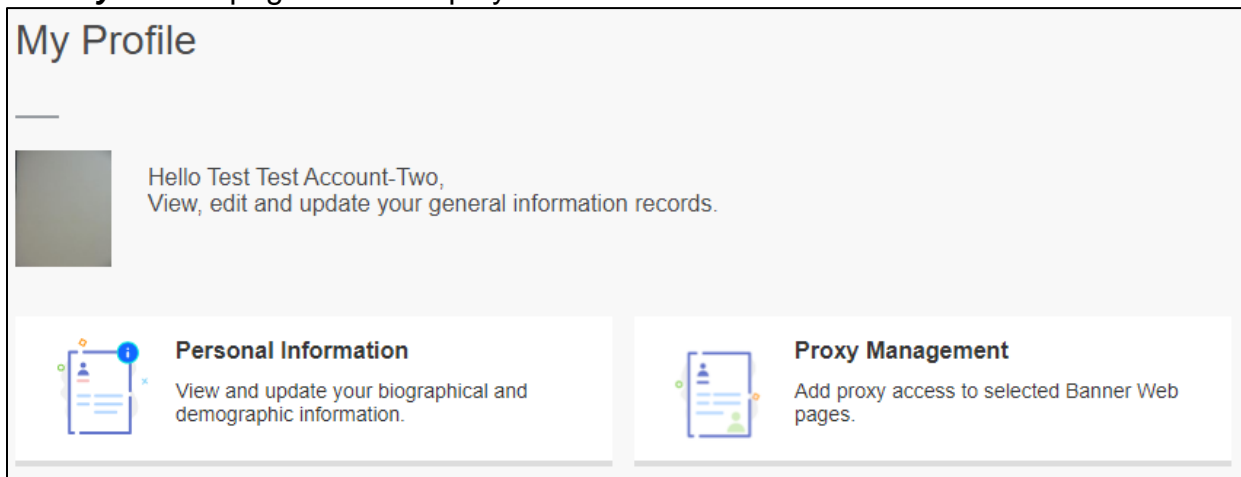 My Profile
Hello Test Test Account-Two,
View, edit and update your general information records.
Personal Information
View and update your biographical and
demographic information.
Proxy Management
Add proxy access to selected Banner Web
pages.